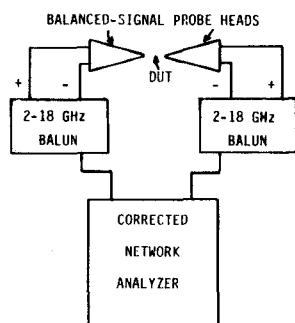 BALANCED-SIGNAL PROBE HEADS
DUT
+
-
-
+
2-18 GHz
BALUN
2-18 GHz
BALUN
CORRECTED
NETWORK
ANALYZER